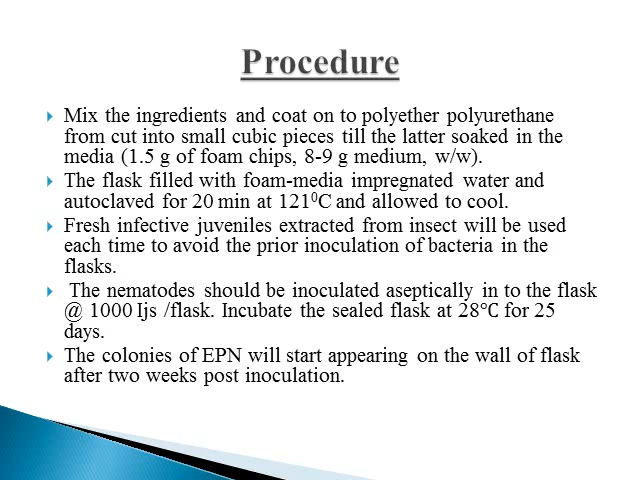 Procedure
Mix the ingredients and coat on to polyether polyurethane
from cut into small cubic pieces till the latter soaked in the
media (1.5 g of foam chips, 8-9 g medium, w/w).
The flask filled with foam-media impregnated water and
autoclaved for 20 min at 121⁰C and allowed to cool.
Fresh infective juveniles extracted from insect will be used
each time to avoid the prior inoculation of bacteria in the
flasks.
The nematodes should be inoculated aseptically in to the flask
@ 1000 Ijs /flask. Incubate the sealed flask at 28°C for 25
days.
The colonies of EPN will start appearing on the wall of flask
after two weeks post inoculation.